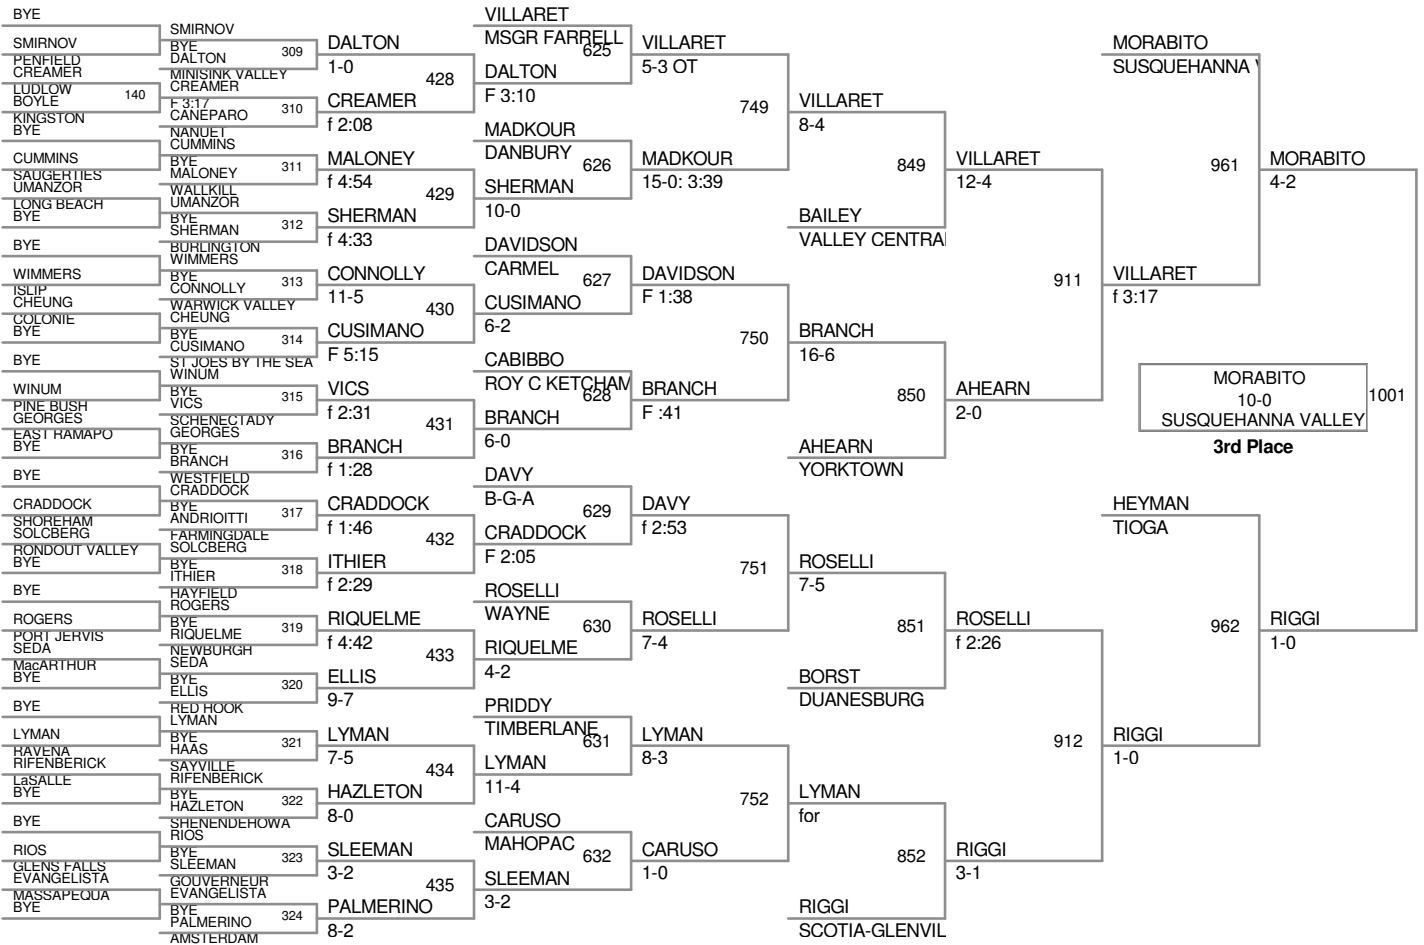 BYE
SMIRNOV
PENFIELD
CREAMER
LUDLOW
BOYLE
140
KINGSTON
BYE
CUMMINS
SAUGERTIES
UMANZOR
LONG BEACH
BYE
BYE
WIMMERS
ISLIP
CHEUNG
COLONIE
BYE
BYE
WINUM
PINE BUSH
GEORGES
EAST RAMAPO
BYE
BYE
CRADDOCK
SHOREHAM
SOLCBERG
RONDOUT VALLEY
BYE
BYE
ROGERS
PORT JERVIS
SEDA
MacARTHUR
BYE
BYE
LYMAN
RAVENA
RIFENBERICK
LaSALLE
BYE
BYE
RIOS
GLENS FALLS
EVANGELISTA
MASSAPEQUA
BYE
SMIRNOV
BYE
DALTON
309
MINISINK VALLEY
CREAMER
F 3:17
CANEPARO
310
NANUET
CUMMINS
BYE
MALONEY
311
WALLKILL
UMANZOR
BYE
SHERMAN
312
BURLINGTON
WIMMERS
BYE
CONNOLLY
313
WARWICK VALLEY
CHEUNG
BYE
CUSIMANO
314
ST JOES BY THE SEA
WINUM
BYE
VICS
315
SCHENECTADY
GEORGES
BYE
BRANCH
316
WESTFIELD
CRADDOCK
BYE
ANDRIOITTI
317
FARMINGDALE
SOLCBERG
BYE
ITHIER
318
HAYFIELD
ROGERS
BYE
RIQUELME
319
NEWBURGH
SEDA
BYE
ELLIS
320
RED HOOK
LYMAN
BYE
HAAS
321
SAYVILLE
RIFENBERICK
BYE
HAZLETON
322
SHENENDEHOWA
RIOS
BYE
SLEEMAN
323
GOUVERNEUR
EVANGELISTA
BYE
PALMERINO
324
AMSTERDAM
DALTON
1-0
428
CREAMER
f 2:08
MALONEY
f 4:54
429
SHERMAN
f 4:33
CONNOLLY
11-5
430
CUSIMANO
F 5:15
VICS
f 2:31
431
BRANCH
f 1:28
CRADDOCK
f 1:46
432
ITHIER
f 2:29
RIQUELME
f 4:42
433
ELLIS
9-7
LYMAN
7-5
434
HAZLETON
8-0
SLEEMAN
3-2
435
PALMERINO
8-2
VILLARET
MSGR FARRELL
625
DALTON
F 3:10
MADKOUR
DANBURY
626
SHERMAN
10-0
DAVIDSON
CARMEL
627
CUSIMANO
6-2
CABIBBO
ROY C KETCHAM
628
BRANCH
6-0
DAVY
B-G-A
629
CRADDOCK
F 2:05
ROSELLI
WAYNE
630
RIQUELME
4-2
PRIDDY
TIMBERLANE
631
LYMAN
11-4
CARUSO
MAHOPAC
632
SLEEMAN
3-2
VILLARET
5-3 OT
749
MADKOUR
15-0: 3:39
DAVIDSON
F 1:38
750
BRANCH
F :41
DAVY
f 2:53
751
ROSELLI
7-4
LYMAN
8-3
752
CARUSO
1-0
VILLARET
8-4
849
BAILEY
VALLEY CENTRA
BRANCH
16-6
850
AHEARN
YORKTOWN
ROSELLI
7-5
851
BORST
DUANESBURG
LYMAN
for
852
RIGGI
SCOTIA-GLENVIL
VILLARET
12-4
911
AHEARN
2-0
ROSELLI
f 2:26
912
RIGGI
3-1
MORABITO
SUSQUEHANNA
961
VILLARET
f 3:17
MORABITO
10-0
SUSQUEHANNA VALLEY
1001
3rd Place
HEYMAN
TIOGA
962
RIGGI
1-0
MORABITO
4-2
RIGGI
1-0